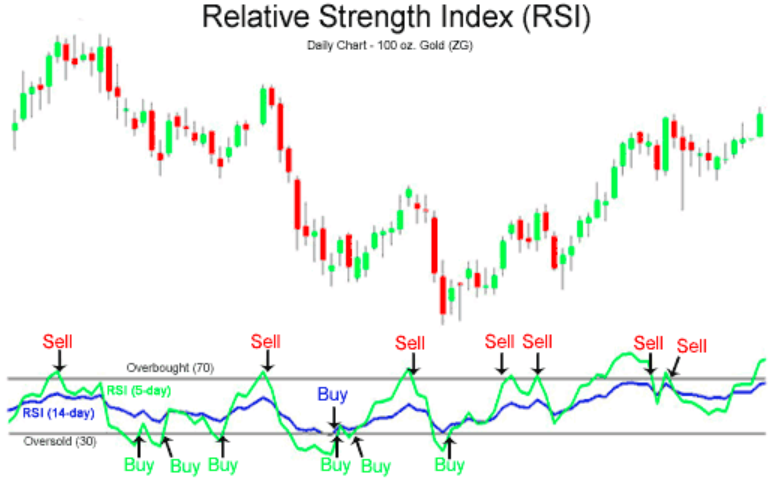 Relative Strength Index (RSI)
Daily Chart - 100 oz. Gold (ZG)
Sell Sell Sell Sell Sell Sell Sell
Overbought (70)
RSI (5-day)
Buy
RSI (14-day)
Oversold (30)
Buy Buy Buy Buy Buy Buy